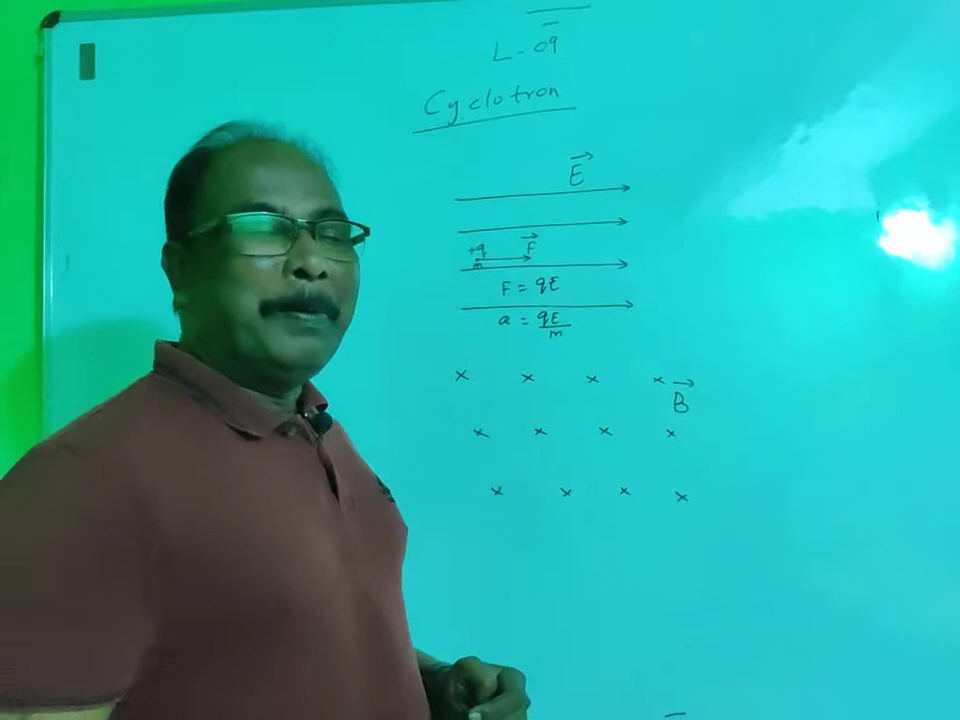 L - 09
Cyclotron
E
+q F
m
F = qE
a = qE/m
x x x x
B
x x x x
x x x x